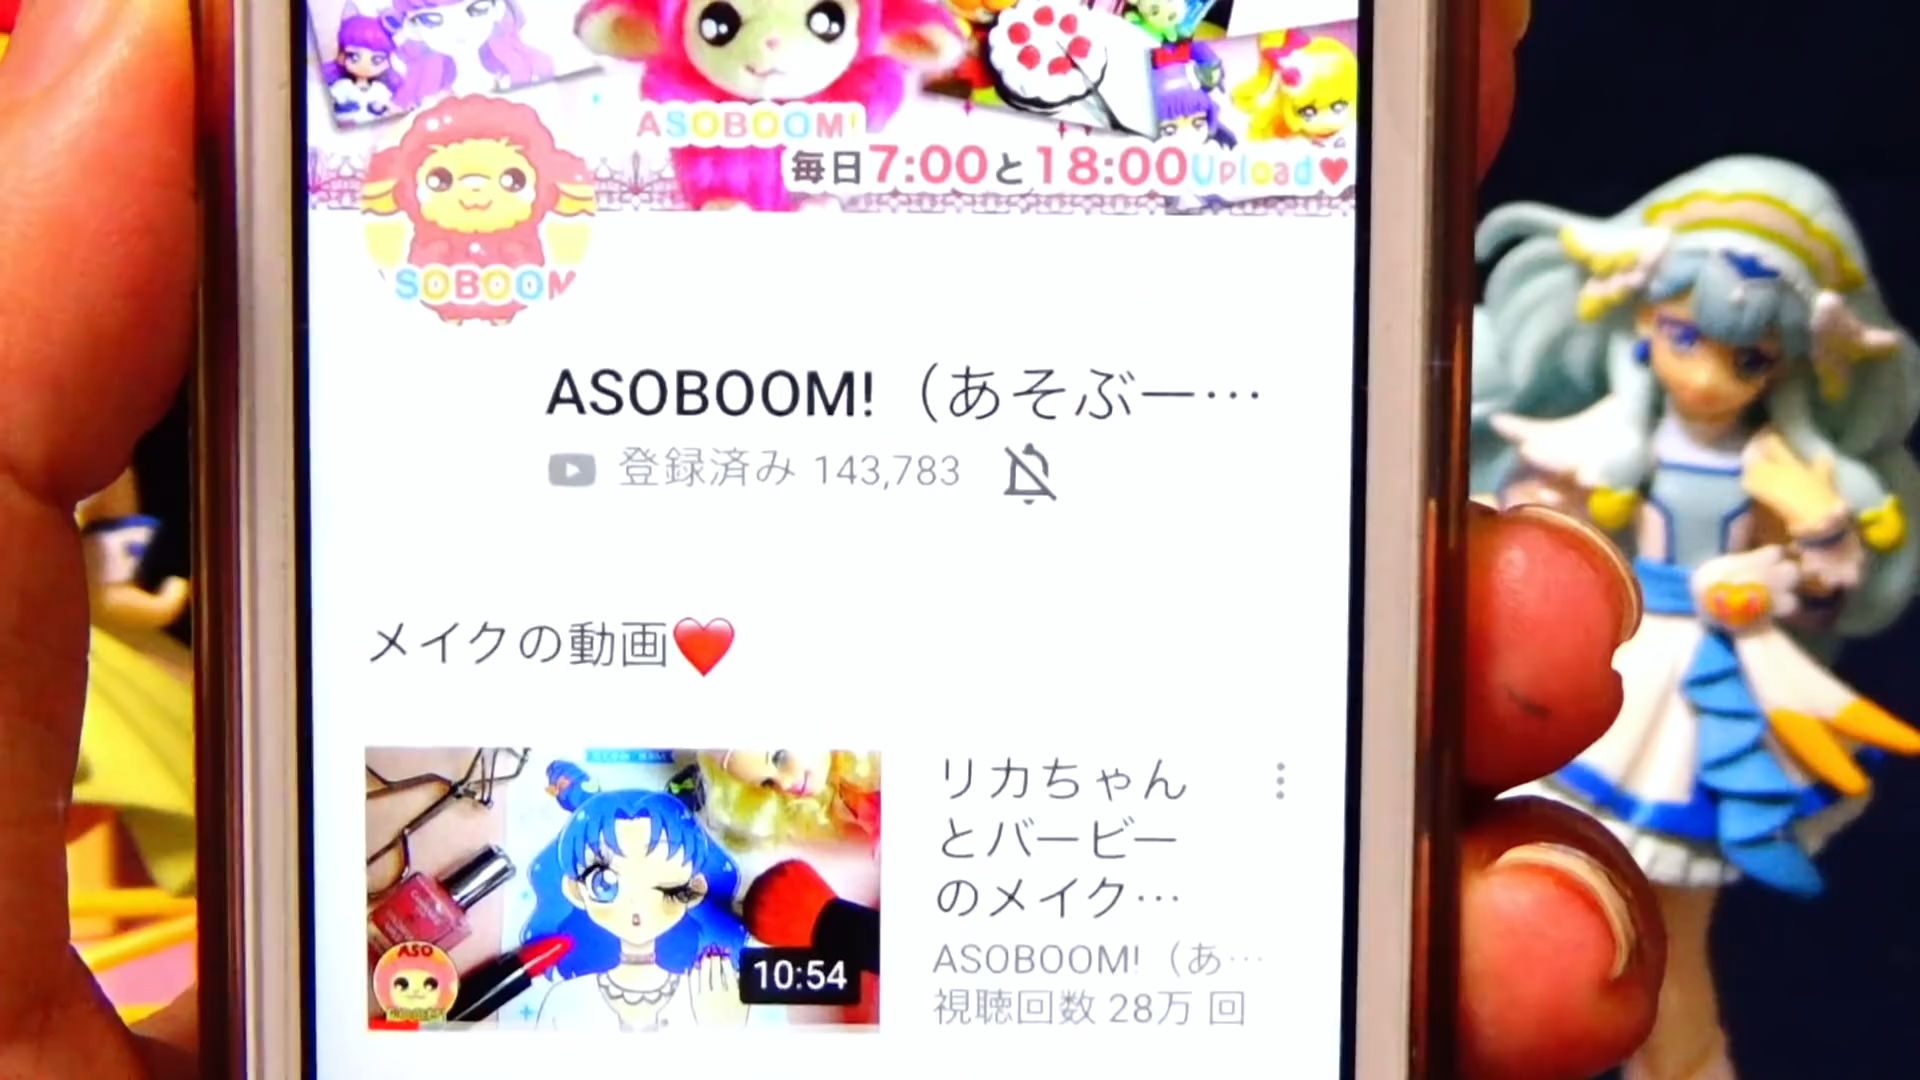 ASOBOOM!
毎日7:00と18:00Upload♥
SOBOOM
ASOBOOM!（あそぶー…
登録済み 143,783
メイクの動画❤
リカちゃん
とバービー
のメイク…
ASO
10:54
ASOBOOM!（あ…
視聴回数 28万 回